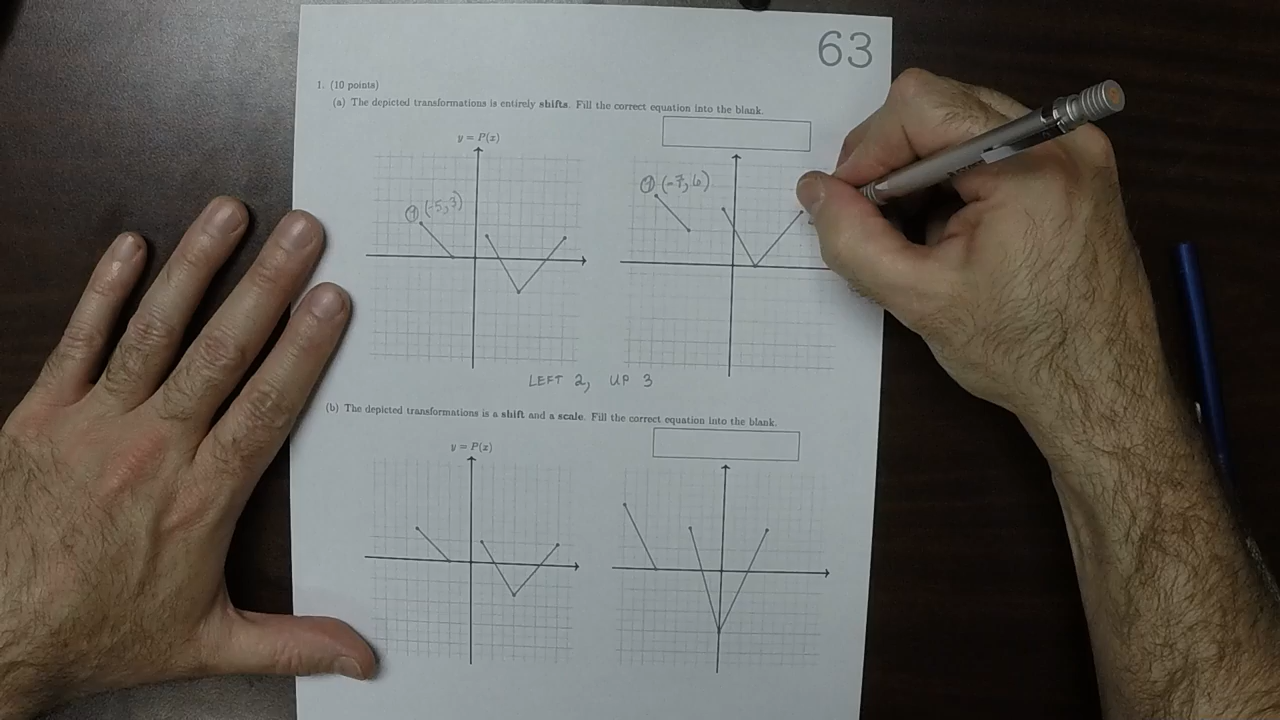 63
1. (10 points)
(a) The depicted transformations is entirely shifts. Fill the correct equation into the blank.
y = P(x)
① (-5,3)
① (-7,6)
LEFT 2, UP 3
(b) The depicted transformations is a shift and a scale. Fill the correct equation into the blank.
y = P(x)